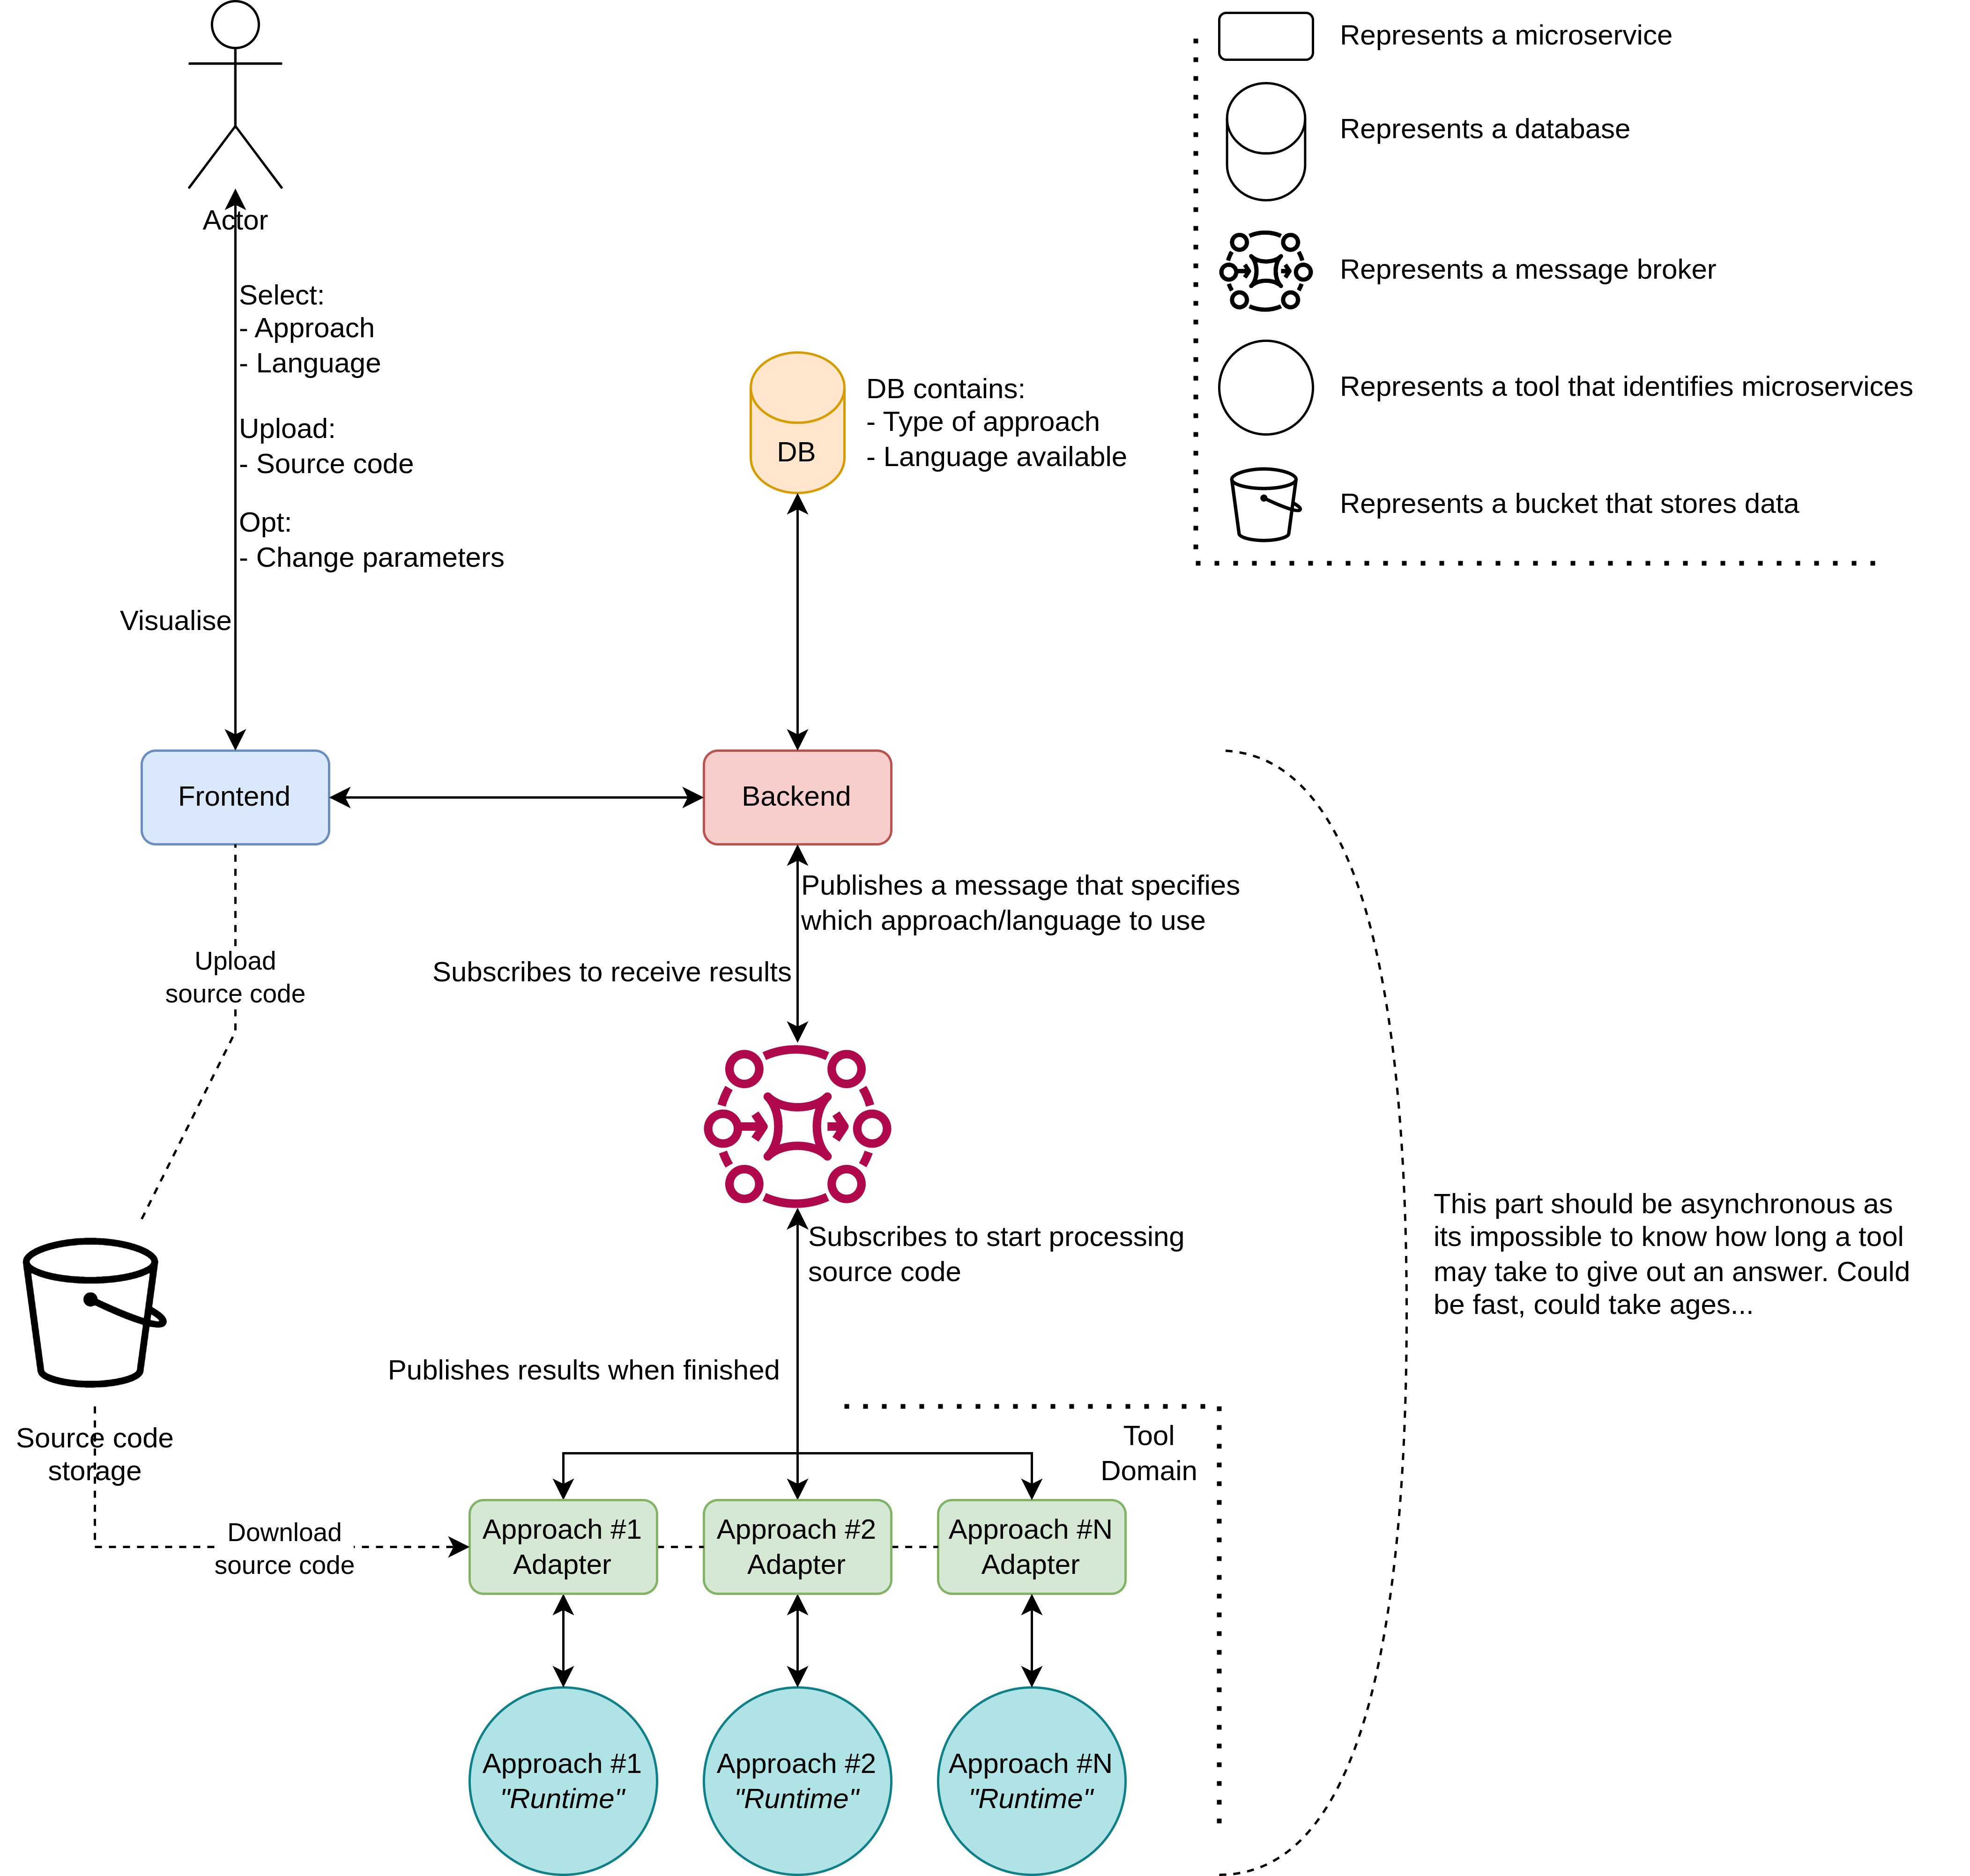 Actor
Select:
- Approach
- Language
Upload:
- Source code
Opt:
- Change parameters
Visualise
Represents a microservice
Represents a database
Represents a message broker
Represents a tool that identifies microservices
Represents a bucket that stores data
DB
DB contains:
- Type of approach
- Language available
Frontend
Backend
Publishes a message that specifies
which approach/language to use
Subscribes to receive results
Upload
source code
Subscribes to start processing
source code
Publishes results when finished
This part should be asynchronous as
its impossible to know how long a tool
may take to give out an answer. Could
be fast, could take ages...
Source code
storage
Download
source code
Tool
Domain
Approach #1
Adapter
Approach #2
Adapter
Approach #N
Adapter
Approach #1
"Runtime"
Approach #2
"Runtime"
Approach #N
"Runtime"